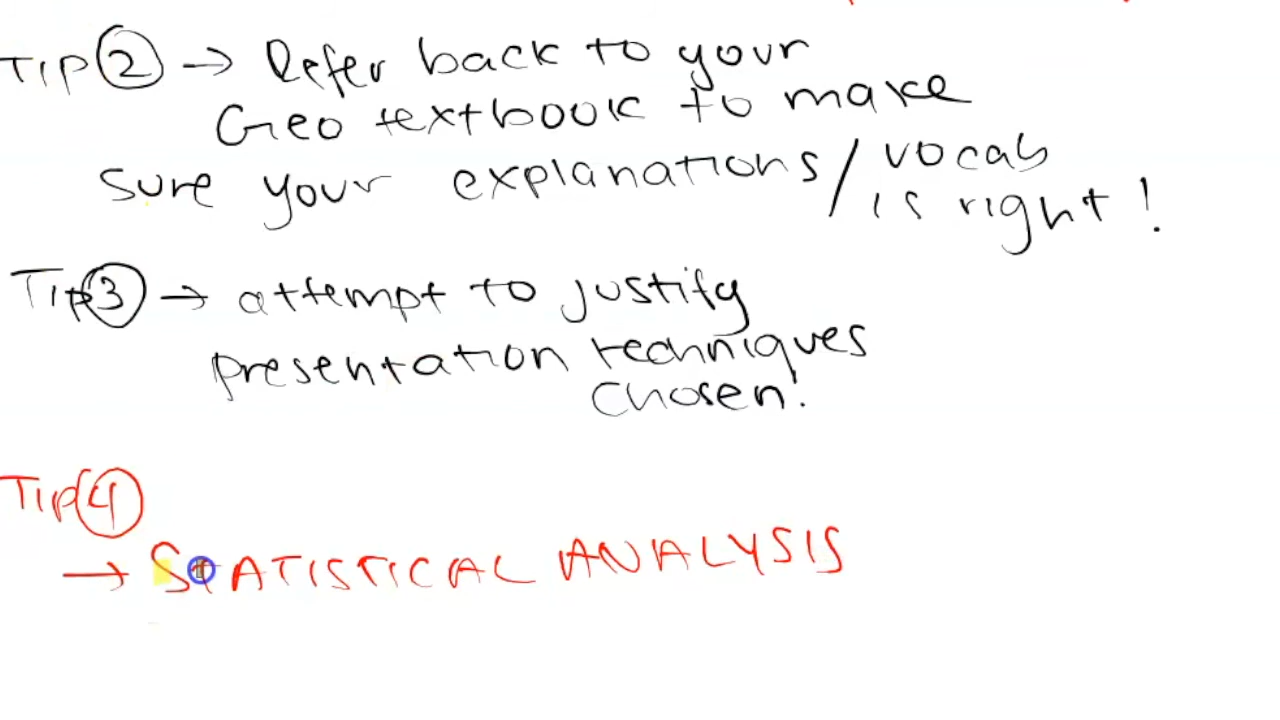 Tip 2 → Refer back to your
Geo textbook to make
sure your explanations / vocab
is right !
Tip 3 → attempt to justify
presentation techniques
chosen!
Tip 4
→ STATISTICAL ANALYSIS